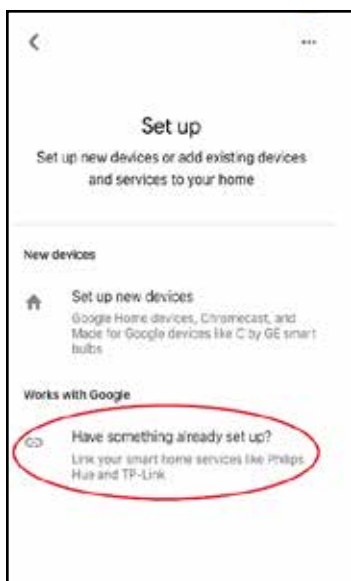 Set up
Set up new devices or add existing devices
and services to your home
New devices
Set up new devices
Google Home devices, Chromecast, and
Made for Google devices like C by GE smart
bulbs
Works with Google
Have something already set up?
Link your smart home services like Philips
Hue and TP-Link